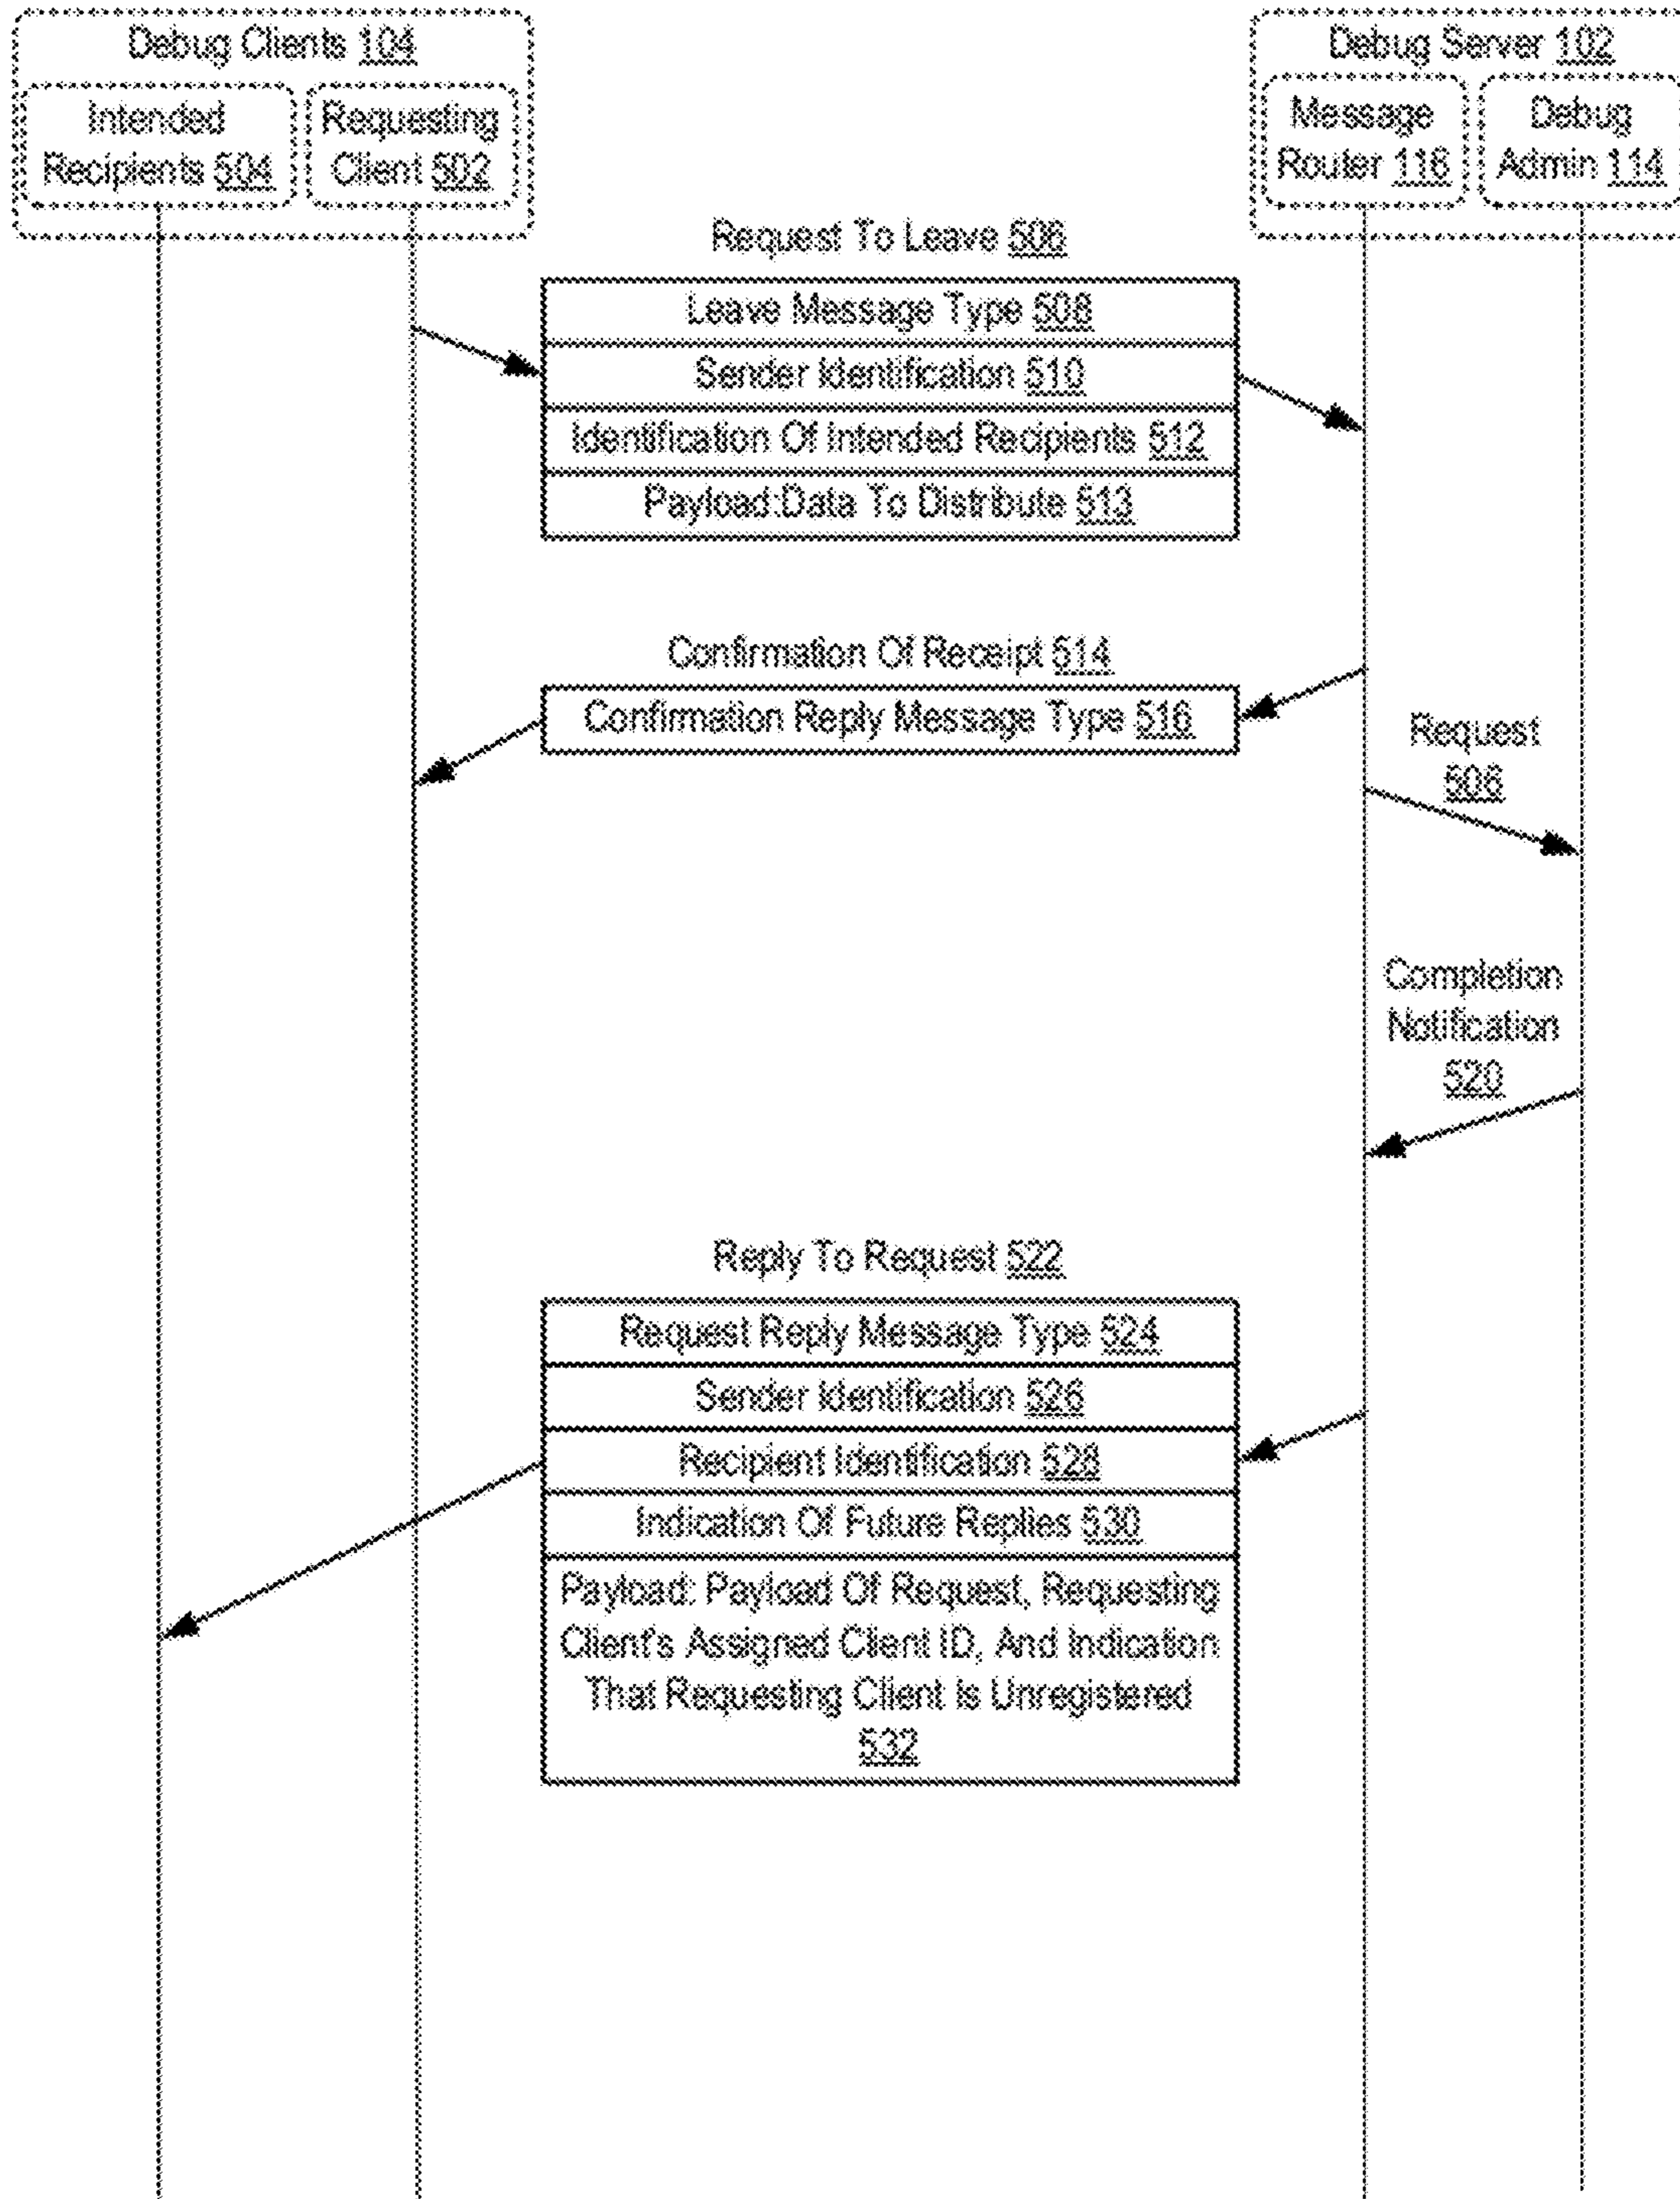 Debug Clients 104
Intended
Recipients 504
Requesting
Client 502
Debug Server 102
Message
Router 116
Debug
Admin 114
Request To Leave 506
Leave Message Type 508
Sender Identification 510
Identification Of Intended Recipients 512
Payload:Data To Distribute 513
Confirmation Of Receipt 514
Confirmation Reply Message Type 516
Request
506
Completion
Notification
520
Reply To Request 522
Request Reply Message Type 524
Sender Identification 526
Recipient Identification 528
Indication Of Future Replies 530
Payload: Payload Of Request, Requesting
Client's Assigned Client ID, And Indication
That Requesting Client Is Unregistered
532